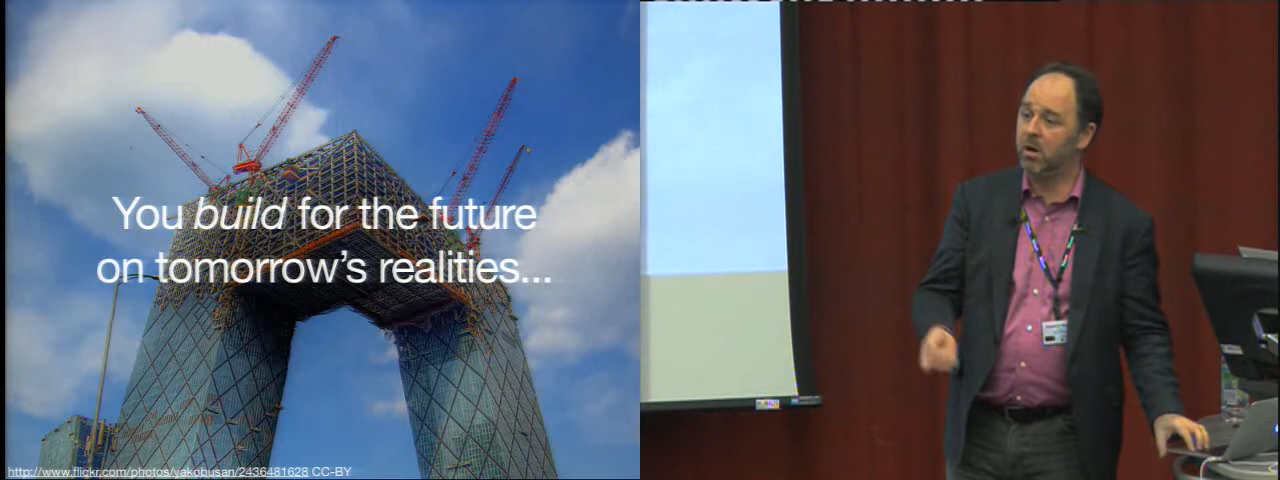 You build for the future
on tomorrow's realities...
http://www.flickr.com/photos/yakobusan/2436481628 CC-BY